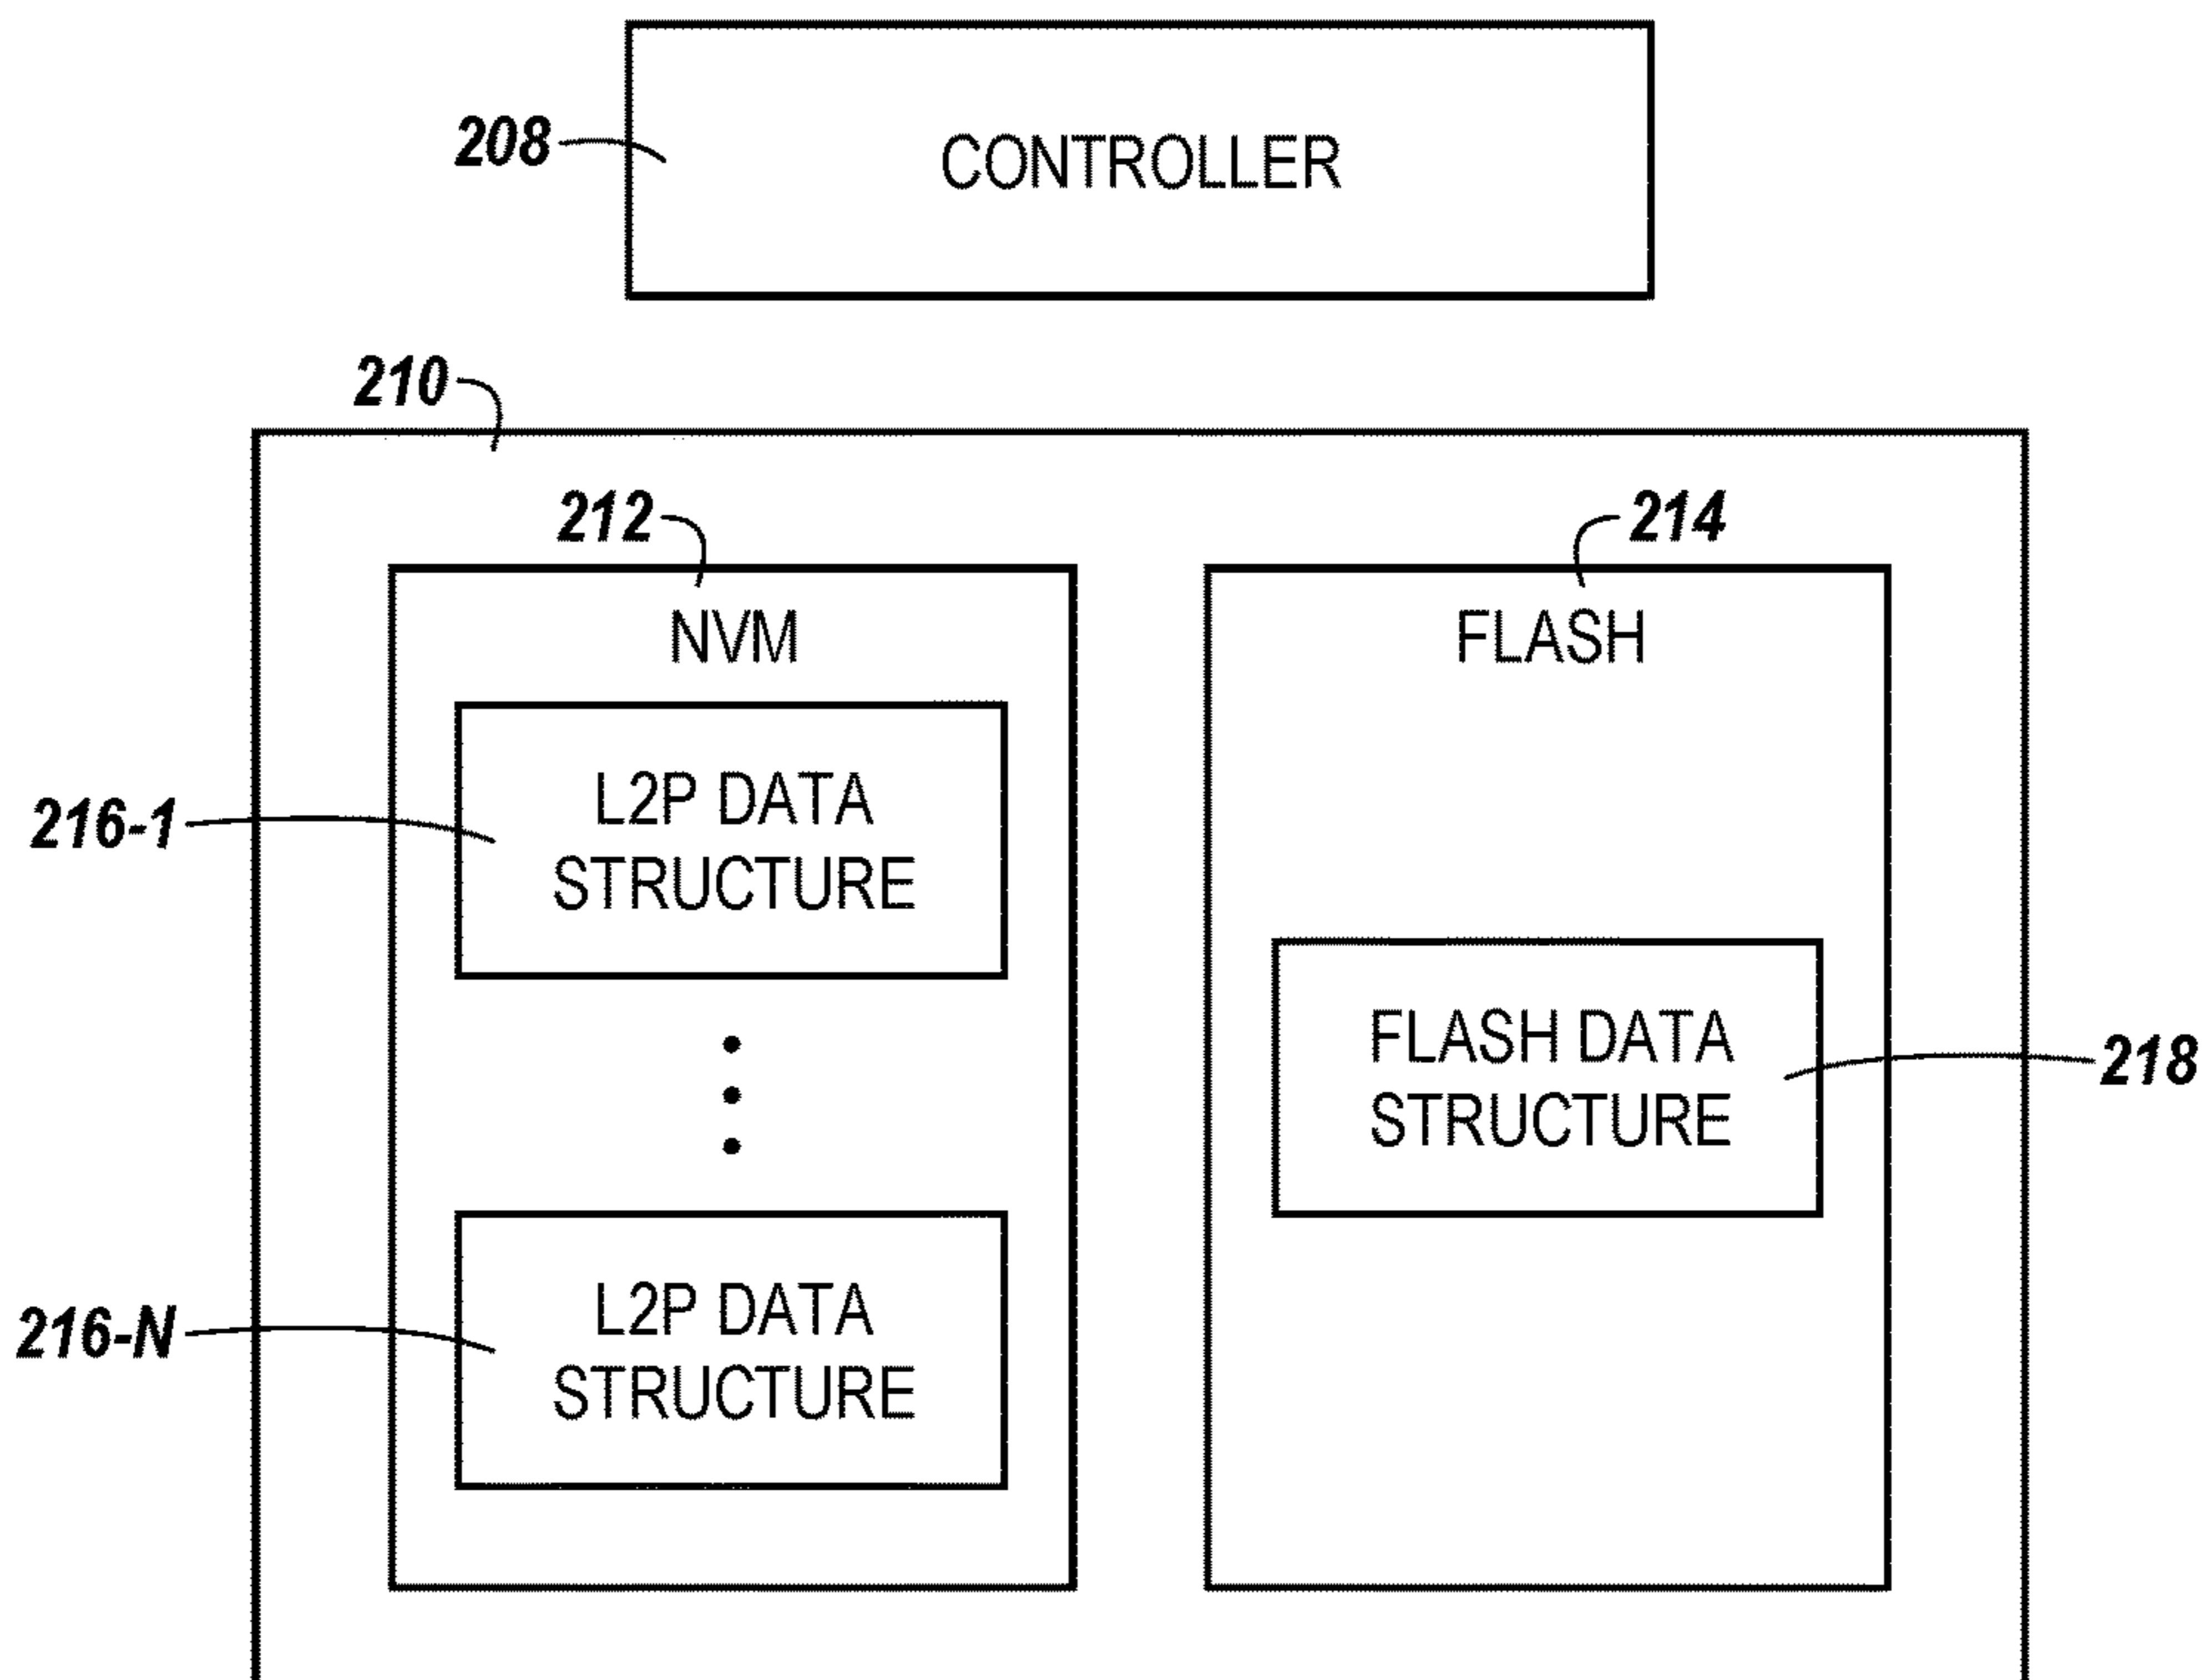 208
CONTROLLER
210
212
214
NVM
FLASH
216-1
L2P DATA
STRUCTURE
FLASH DATA
STRUCTURE
218
216-N
L2P DATA
STRUCTURE